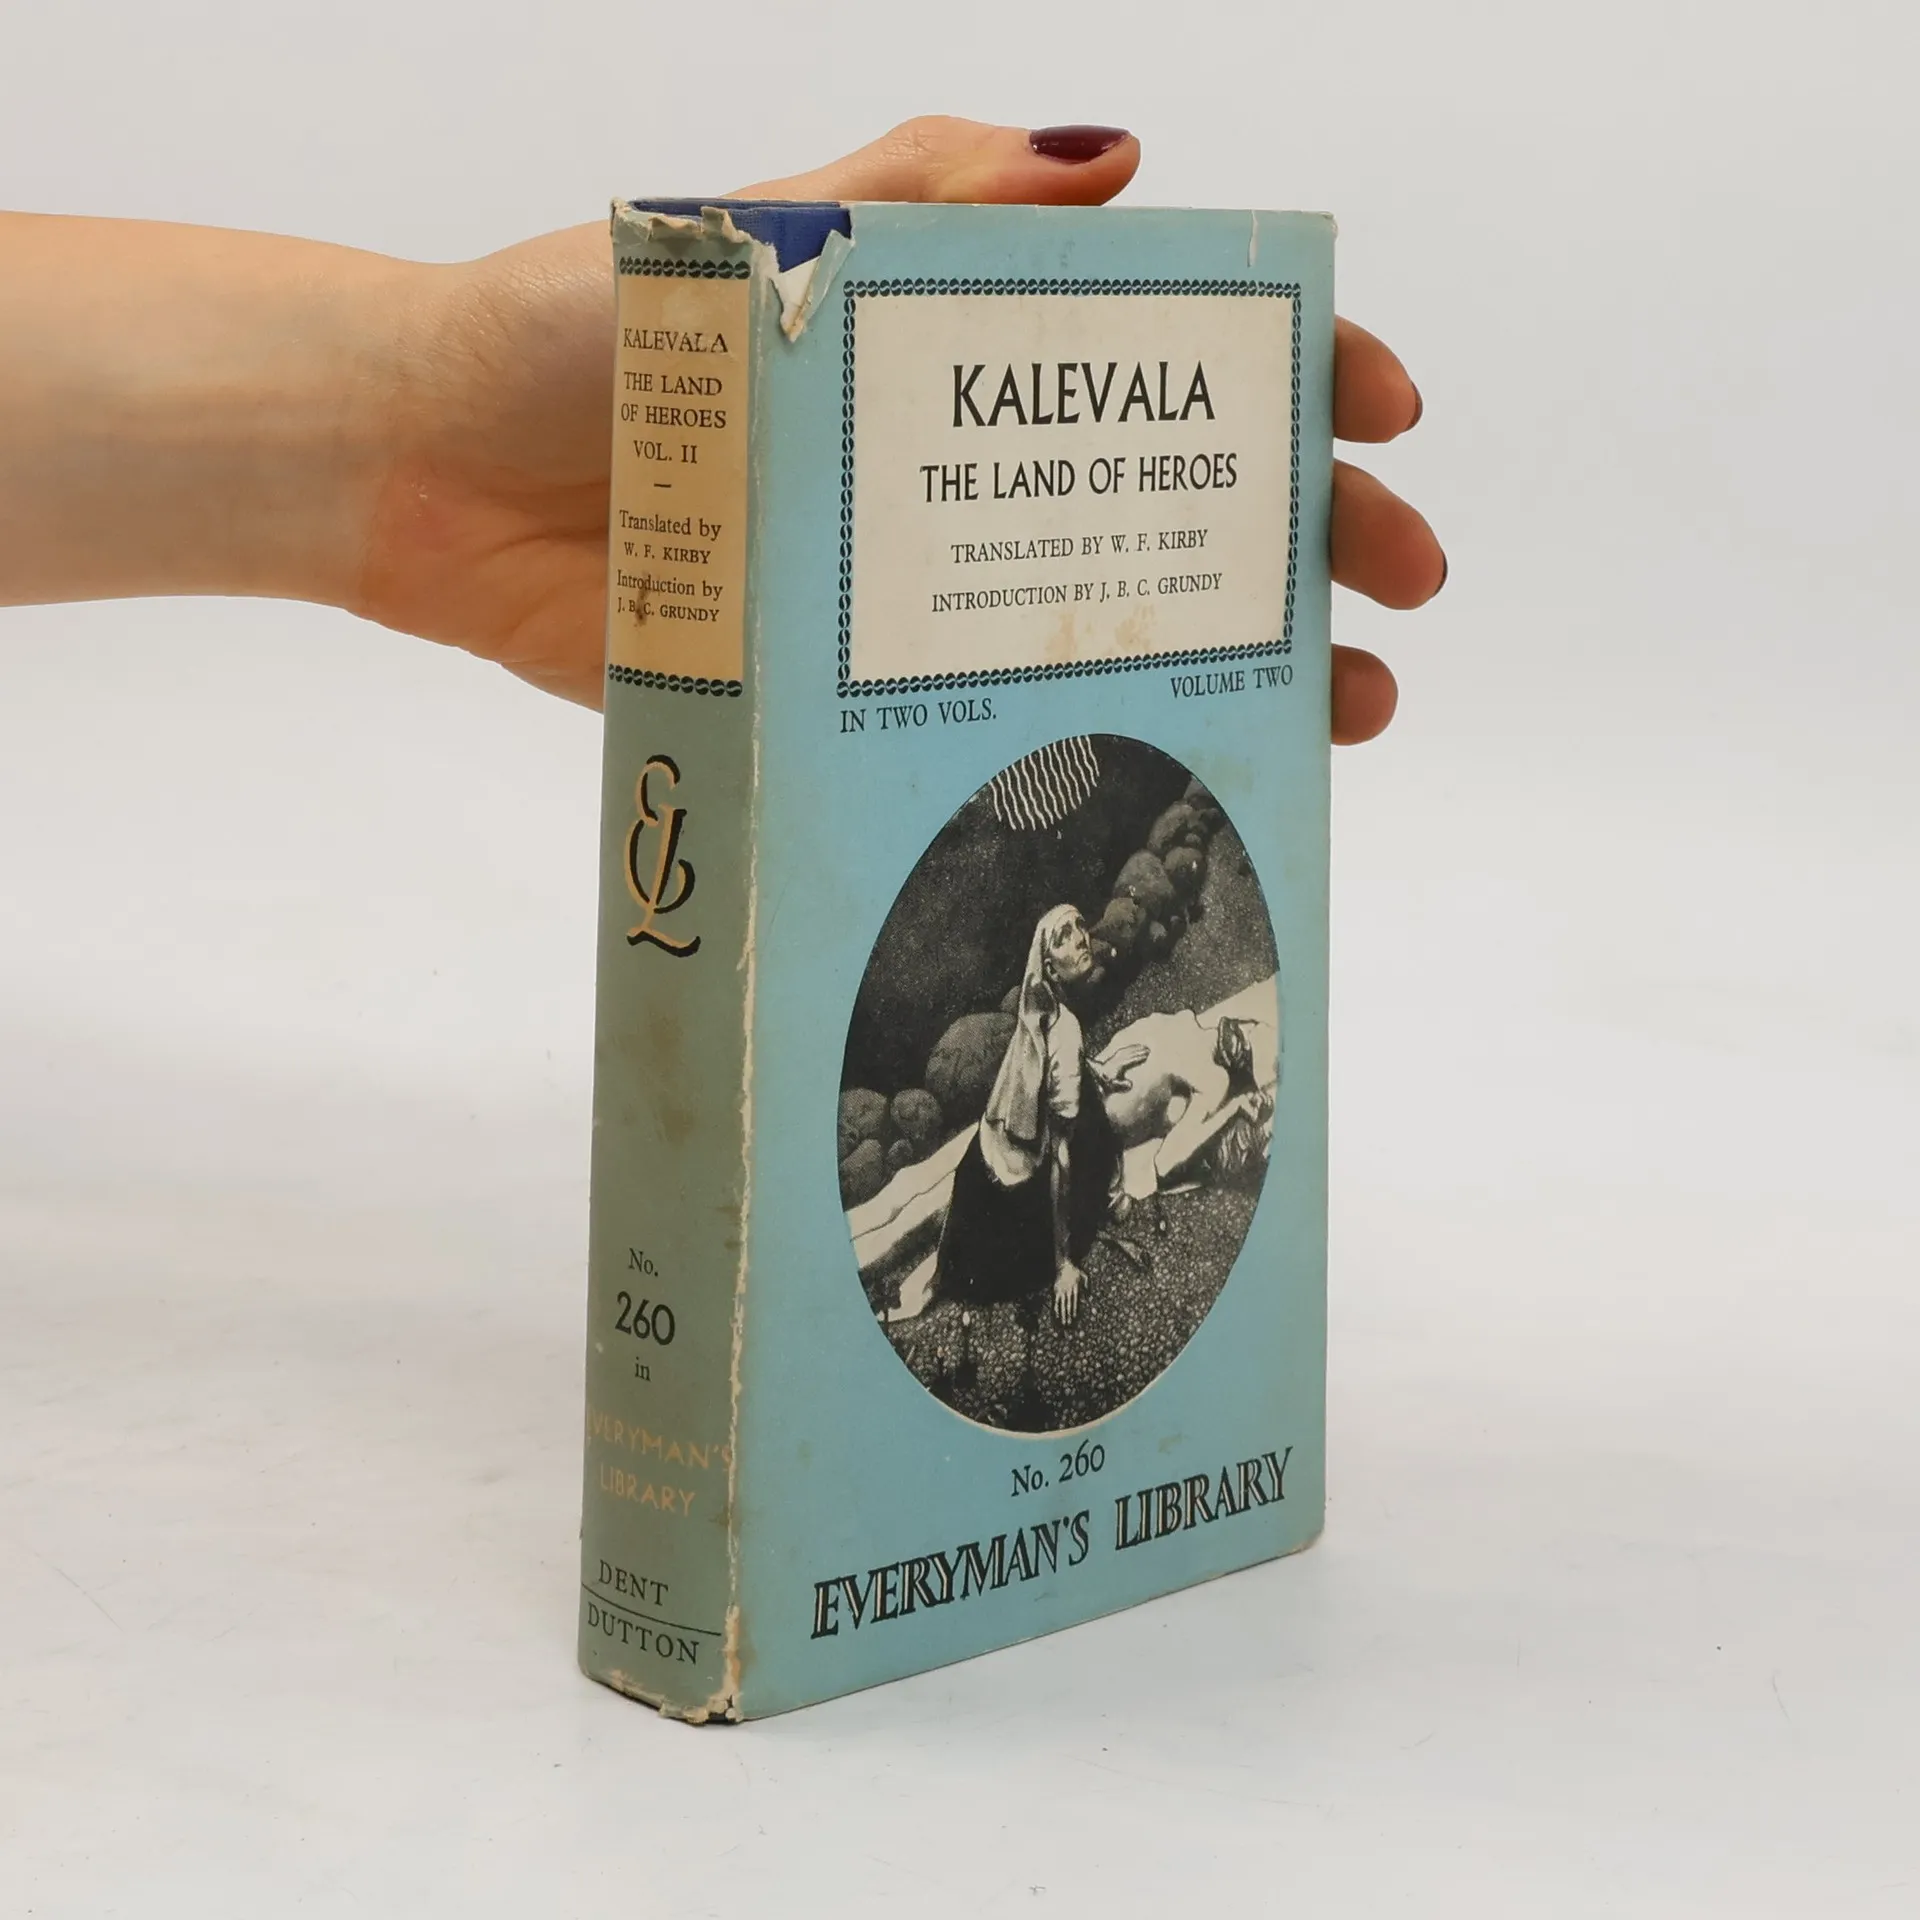 KALEVALA
THE LAND
OF HEROES
VOL. II
Translated by
W. F. KIRBY
Introduction by
J. B. C. GRUNDY
EL
No.
260
in
EVERYMAN'S
LIBRARY
DENT
DUTTON
KALEVALA
THE LAND OF HEROES
TRANSLATED BY W. F. KIRBY
INTRODUCTION BY J. B. C. GRUNDY
IN TWO VOLS.
VOLUME TWO
No. 260
EVERYMAN'S LIBRARY